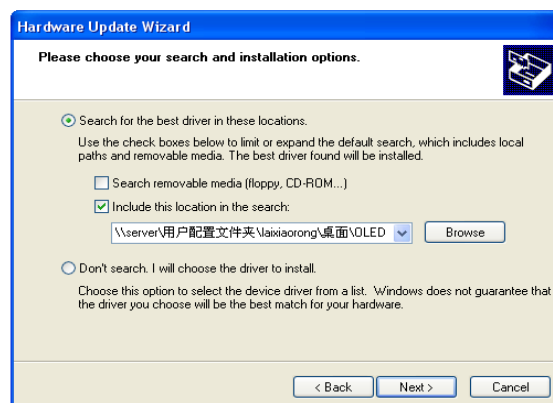 Hardware Update Wizard
Please choose your search and installation options.
Search for the best driver in these locations.
Use the check boxes below to limit or expand the default search, which includes local
paths and removable media. The best driver found will be installed.
Search removable media (floppy, CD-ROM...)
Include this location in the search:
\\server\用户配置文件夹\laixiaorong\桌面\OLED
Browse
Don't search. I will choose the driver to install.
Choose this option to select the device driver from a list. Windows does not guarantee that
the driver you choose will be the best match for your hardware.
< Back
Next >
Cancel